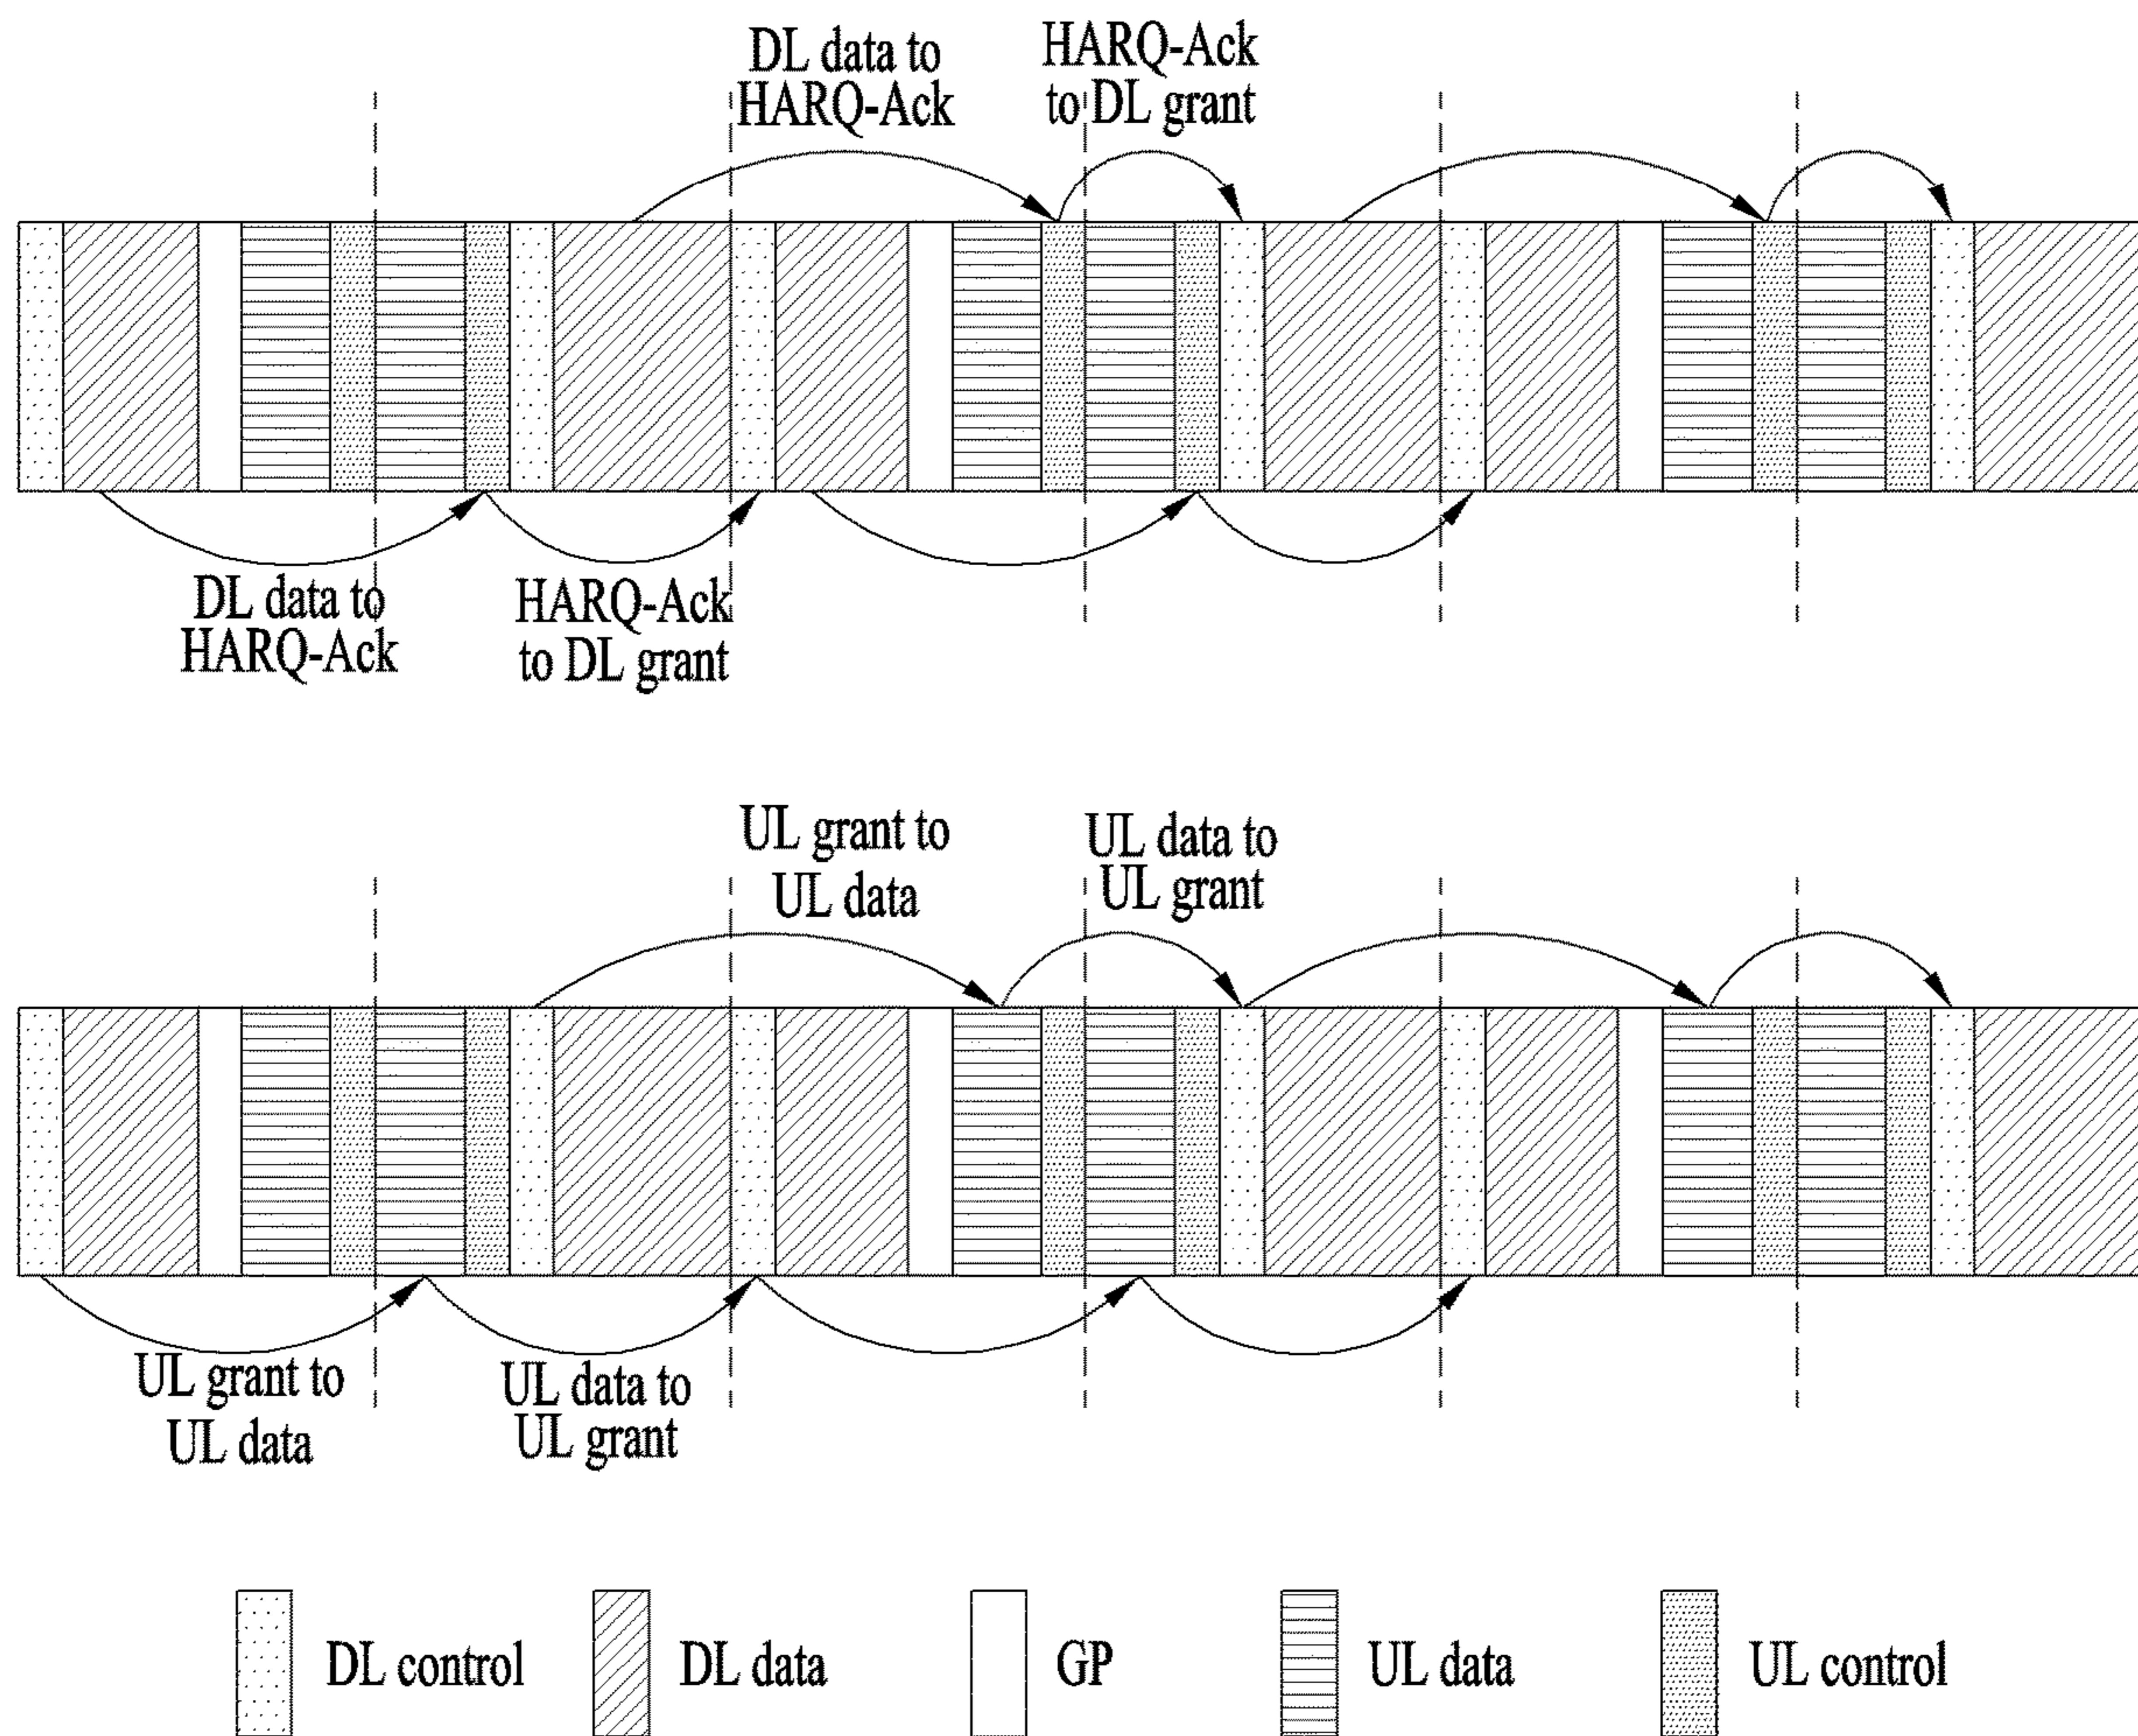 DL data to
HARQ-Ack
HARQ-Ack
to DL grant
DL data to
HARQ-Ack
HARQ-Ack
to DL grant
UL grant to
UL data
UL data to
UL grant
UL grant to
UL data
UL data to
UL grant
DL control
DL data
GP
UL data
UL control